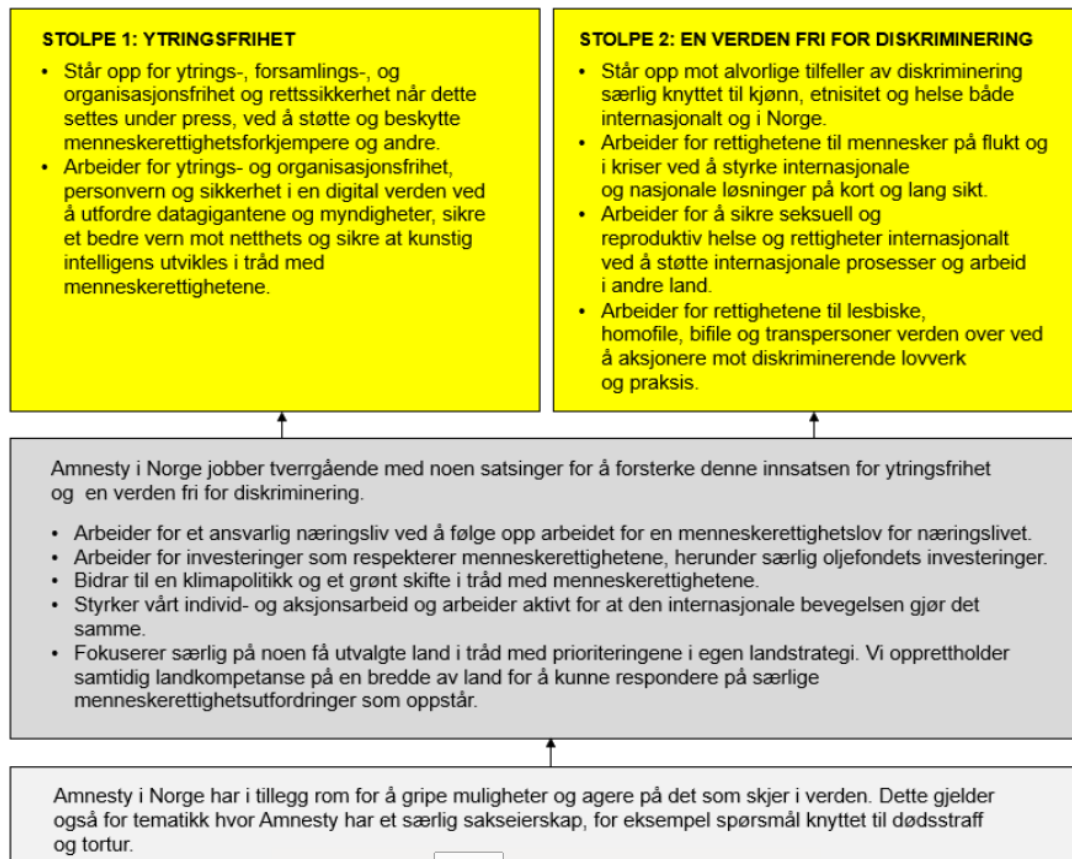 STOLPE 1: YTRINGSFRIHET
• Står opp for ytrings-, forsamlings-, og
organisasjonsfrihet og rettssikkerhet når dette
settes under press, ved å støtte og beskytte
menneskerettighetsforkjempere og andre.
• Arbeider for ytrings- og organisasjonsfrihet,
personvern og sikkerhet i en digital verden ved
å utfordre datagigantene og myndigheter, sikre
et bedre vern mot netthets og sikre at kunstig
intelligens utvikles i tråd med
menneskerettighetene.
STOLPE 2: EN VERDEN FRI FOR DISKRIMINERING
• Står opp mot alvorlige tilfeller av diskriminering
særlig knyttet til kjønn, etnisitet og helse både
internasjonalt og i Norge.
• Arbeider for rettighetene til mennesker på flukt og
i kriser ved å styrke internasjonale
og nasjonale løsninger på kort og lang sikt.
• Arbeider for å sikre seksuell og
reproduktiv helse og rettigheter internasjonalt
ved å støtte internasjonale prosesser og arbeid
i andre land.
• Arbeider for rettighetene til lesbiske,
homofile, bifile og transpersoner verden over ved
å aksjonere mot diskriminerende lovverk
og praksis.
Amnesty i Norge jobber tverrgående med noen satsinger for å forsterke denne innsatsen for ytringsfrihet
og en verden fri for diskriminering.
• Arbeider for et ansvarlig næringsliv ved å følge opp arbeidet for en menneskerettighetslov for næringslivet.
• Arbeider for investeringer som respekterer menneskerettighetene, herunder særlig oljefondets investeringer.
• Bidrar til en klimapolitikk og et grønt skifte i tråd med menneskerettighetene.
• Styrker vårt individ- og aksjonsarbeid og arbeider aktivt for at den internasjonale bevegelsen gjør det
samme.
• Fokuserer særlig på noen få utvalgte land i tråd med prioriteringene i egen landstrategi. Vi opprettholder
samtidig landkompetanse på en bredde av land for å kunne respondere på særlige
menneskerettighetsutfordringer som oppstår.
Amnesty i Norge har i tillegg rom for å gripe muligheter og agere på det som skjer i verden. Dette gjelder
også for tematikk hvor Amnesty har et særlig sakseierskap, for eksempel spørsmål knyttet til dødsstraff
og tortur.